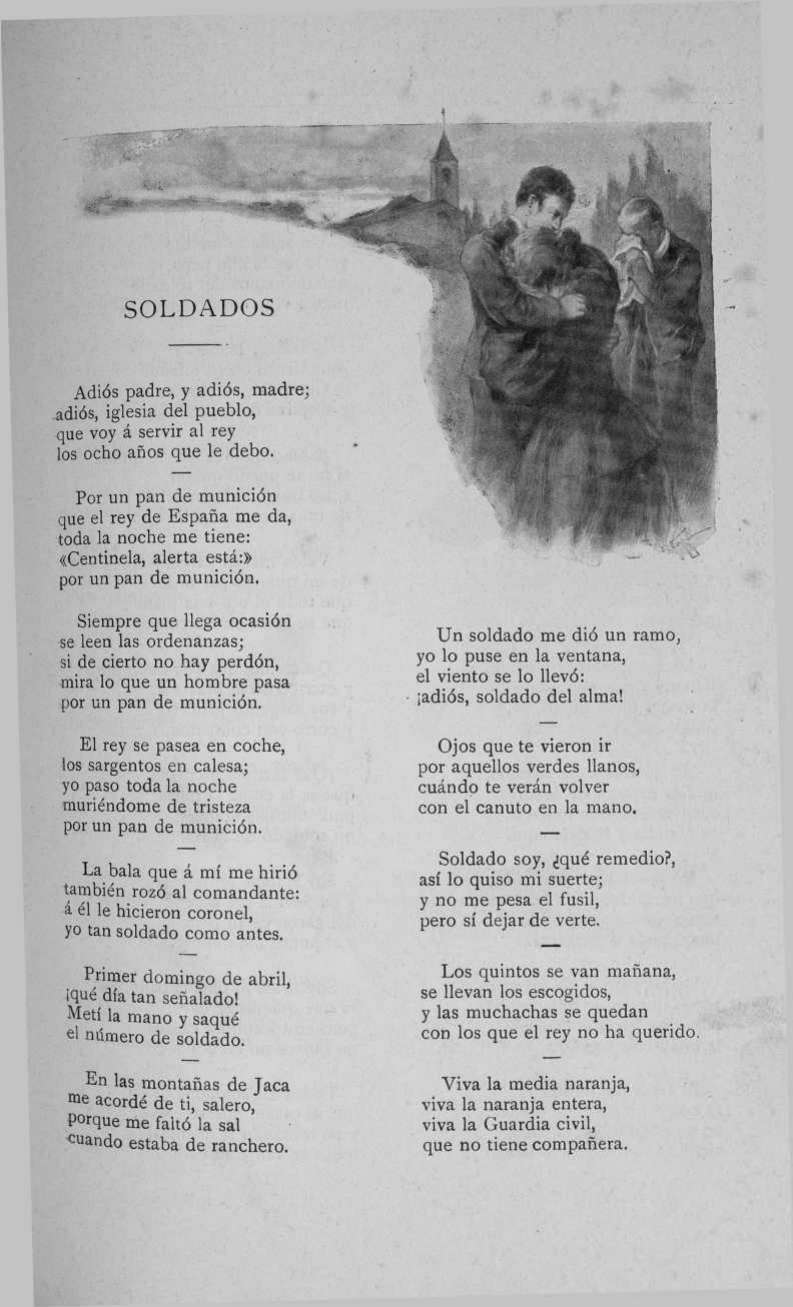 SOLDADOS
Adiós padre, y adiós, madre;
adiós, iglesia del pueblo,
que voy á servir al rey
los ocho años que le debo.
Por un pan de munición
que el rey de España me da,
toda la noche me tiene:
«Centinela, alerta está:»
por un pan de munición.
Siempre que llega ocasión
se leen las ordenanzas;
si de cierto no hay perdón,
mira lo que un hombre pasa
por un pan de munición.
El rey se pasea en coche,
los sargentos en calesa;
yo paso toda la noche
muriéndome de tristeza
por un pan de munición.
La bala que á mí me hirió
también rozó al comandante:
á él le hicieron coronel,
yo tan soldado como antes.
Primer domingo de abril,
¡qué día tan señalado!
Metí la mano y saqué
el número de soldado.
En las montañas de Jaca
me acordé de ti, salero,
porque me faltó la sal
cuando estaba de ranchero.
Un soldado me dió un ramo,
yo lo puse en la ventana,
el viento se lo llevó:
¡adiós, soldado del alma!
Ojos que te vieron ir
por aquellos verdes llanos,
cuándo te verán volver
con el canuto en la mano.
Soldado soy, ¿qué remedio?,
así lo quiso mi suerte;
y no me pesa el fusil,
pero sí dejar de verte.
Los quintos se van mañana,
se llevan los escogidos,
y las muchachas se quedan
con los que el rey no ha querido.
Viva la media naranja,
viva la naranja entera,
viva la Guardia civil,
que no tiene compañera.